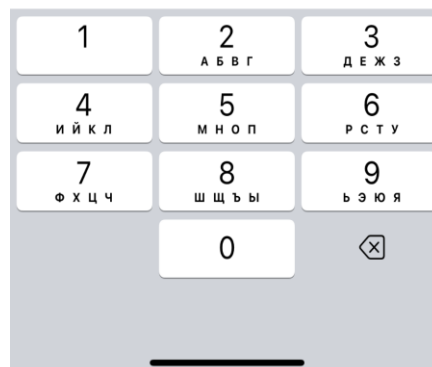 1 2 3
А Б В Г Д Е Ж З
4 5 6
И Й К Л М Н О П Р С Т У
7 8 9
Ф Х Ц Ч Ш Щ Ъ Ы Ь Э Ю Я
0